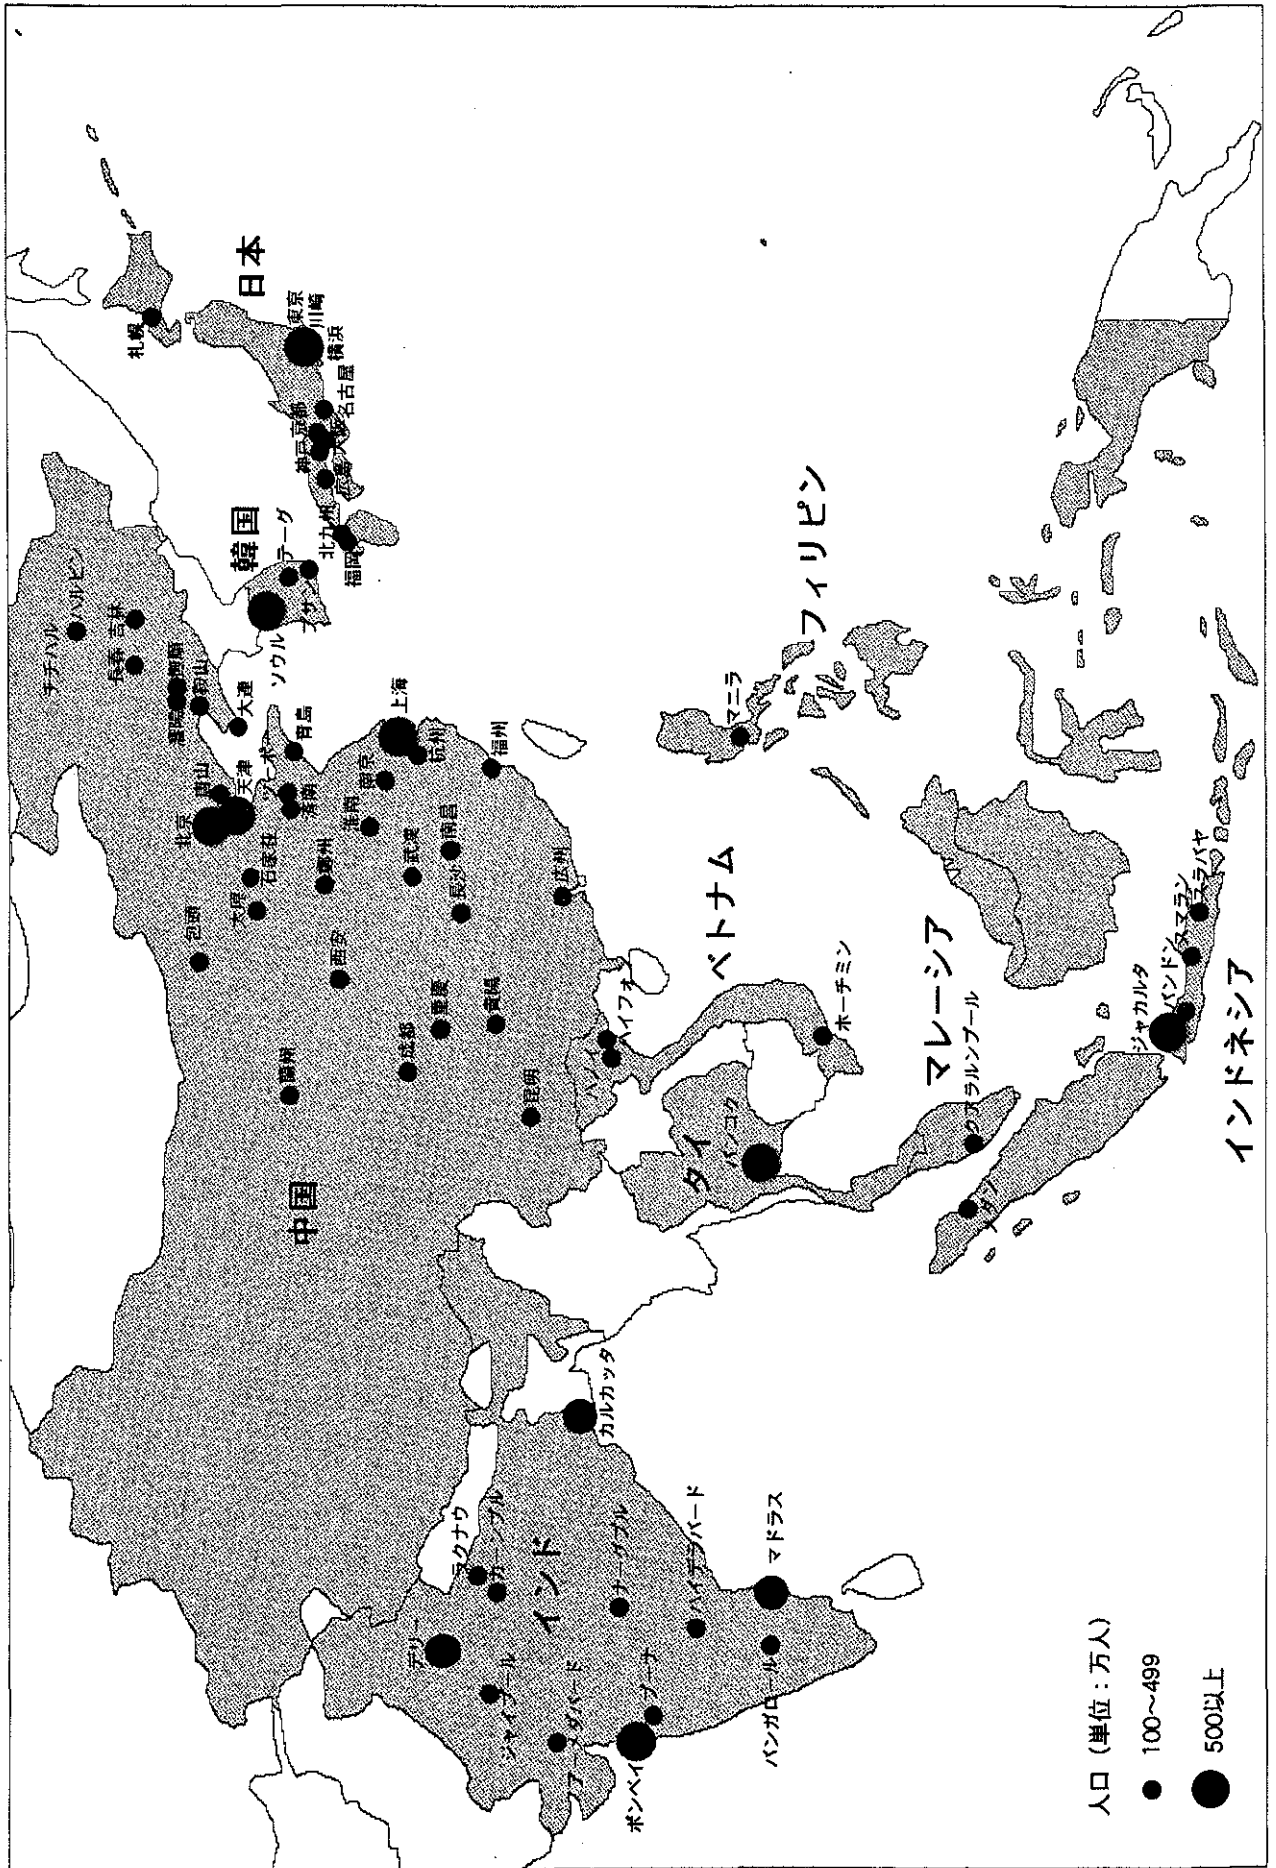 中国
チチハル
ハルビン
長春
吉林
撫順
瀋陽
鞍山
大連
唐山
北京
天津
石家荘
太原
包頭
済南
青島
鄭州
西安
淮南
南京
上海
杭州
武漢
南昌
長沙
福州
広州
重慶
貴陽
成都
昆明
蘭州
韓国
ソウル
テーグ
プサン
日本
札幌
東京
川崎
横浜
名古屋
京都
大阪
神戸
広島
北九州
福岡
フィリピン
マニラ
ベトナム
ハノイ
ハイフォン
ホーチミン
タイ
バンコク
マレーシア
クアラルンプール
インドネシア
メダン
ジャカルタ
バンドン
スマラン
スラバヤ
インド
デリー
ラクナウ
カーンプル
ジャイプール
アーメダバード
カルカッタ
ナーグプル
ボンベイ
プーナ
ハイデラバード
バンガロール
マドラス
人口（単位：万人）
100～499
500以上